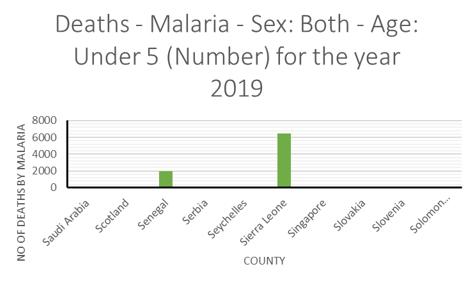 Deaths - Malaria - Sex: Both - Age:
Under 5 (Number) for the year
2019
8000
6000
4000
2000
0
NO OF DEATHS BY MALARIA
Saudi Arabia
Scotland
Senegal
Serbia
Seychelles
Sierra Leone
Singapore
Slovakia
Slovenia
Solomon...
COUNTY